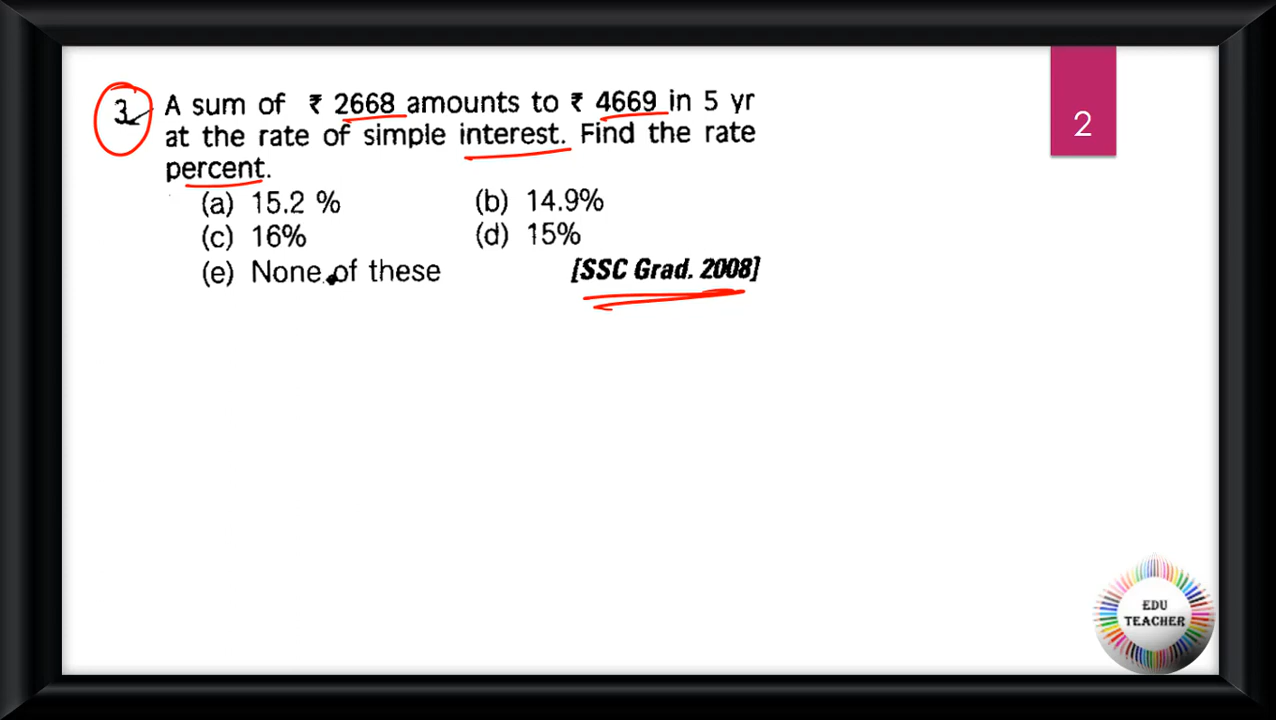 3. A sum of ₹ 2668 amounts to ₹ 4669 in 5 yr
at the rate of simple interest. Find the rate
percent.
(a) 15.2 % (b) 14.9%
(c) 16% (d) 15%
(e) None of these [SSC Grad. 2008]
2
EDU
TEACHER